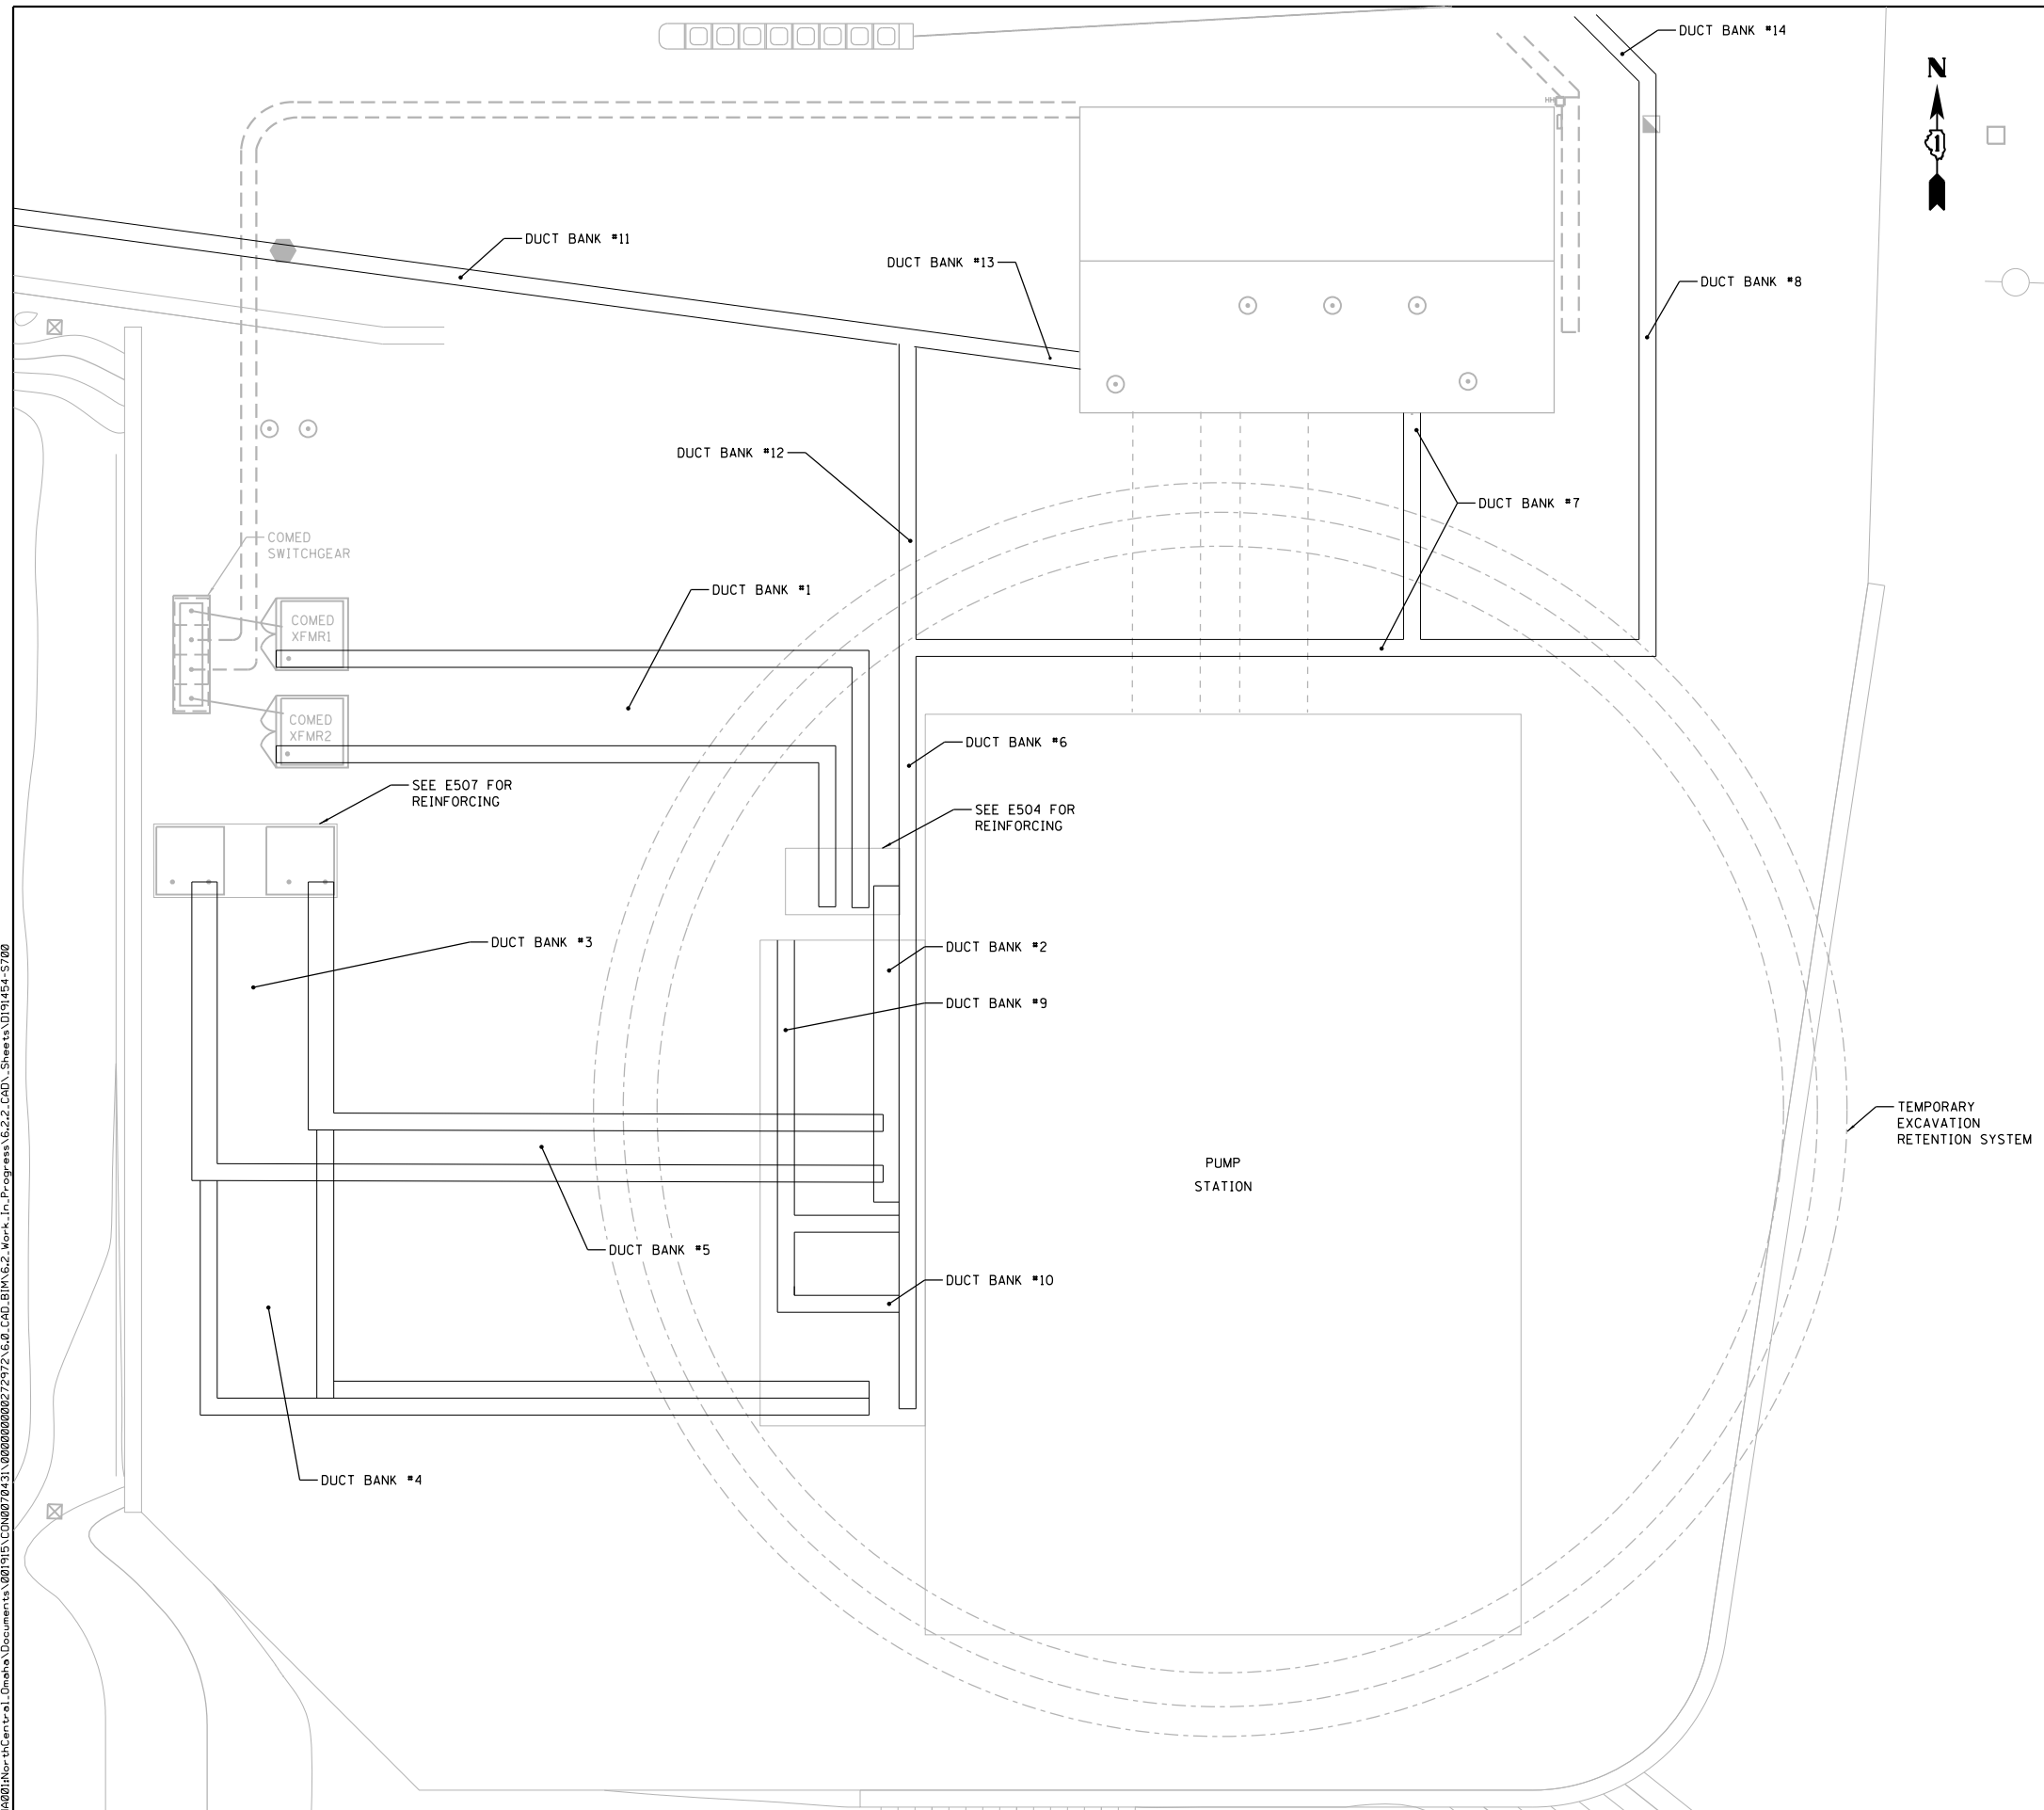 DUCT BANK #14
N
1
DUCT BANK #11
DUCT BANK #13
DUCT BANK #8
DUCT BANK #12
DUCT BANK #7
COMED
SWITCHGEAR
DUCT BANK #1
COMED
XFMR1
COMED
XFMR2
DUCT BANK #6
SEE E507 FOR
REINFORCING
SEE E504 FOR
REINFORCING
DUCT BANK #3
DUCT BANK #2
DUCT BANK #9
TEMPORARY
EXCAVATION
RETENTION SYSTEM
PUMP
STATION
DUCT BANK #5
DUCT BANK #10
DUCT BANK #4